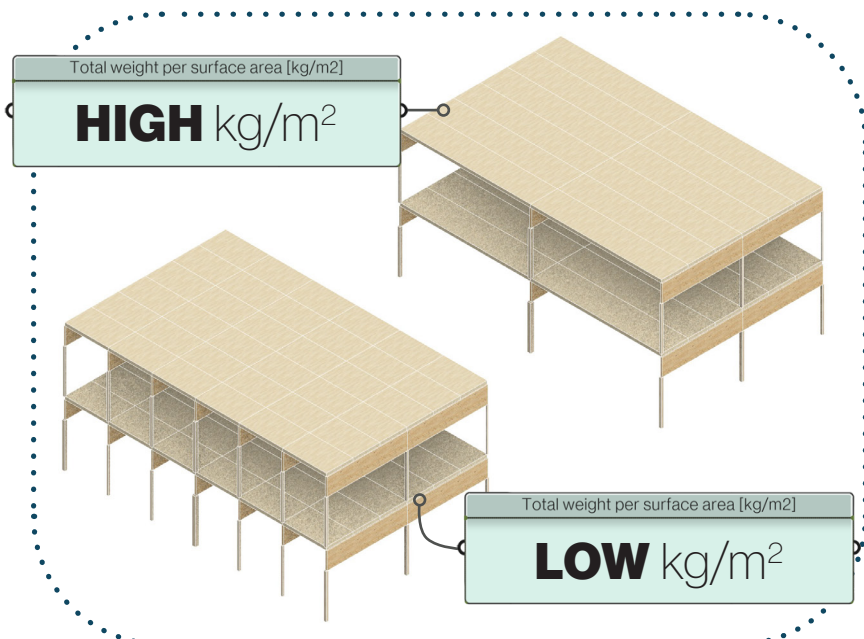 Total weight per surface area [kg/m2]
HIGH kg/m²
Total weight per surface area [kg/m2]
LOW kg/m²